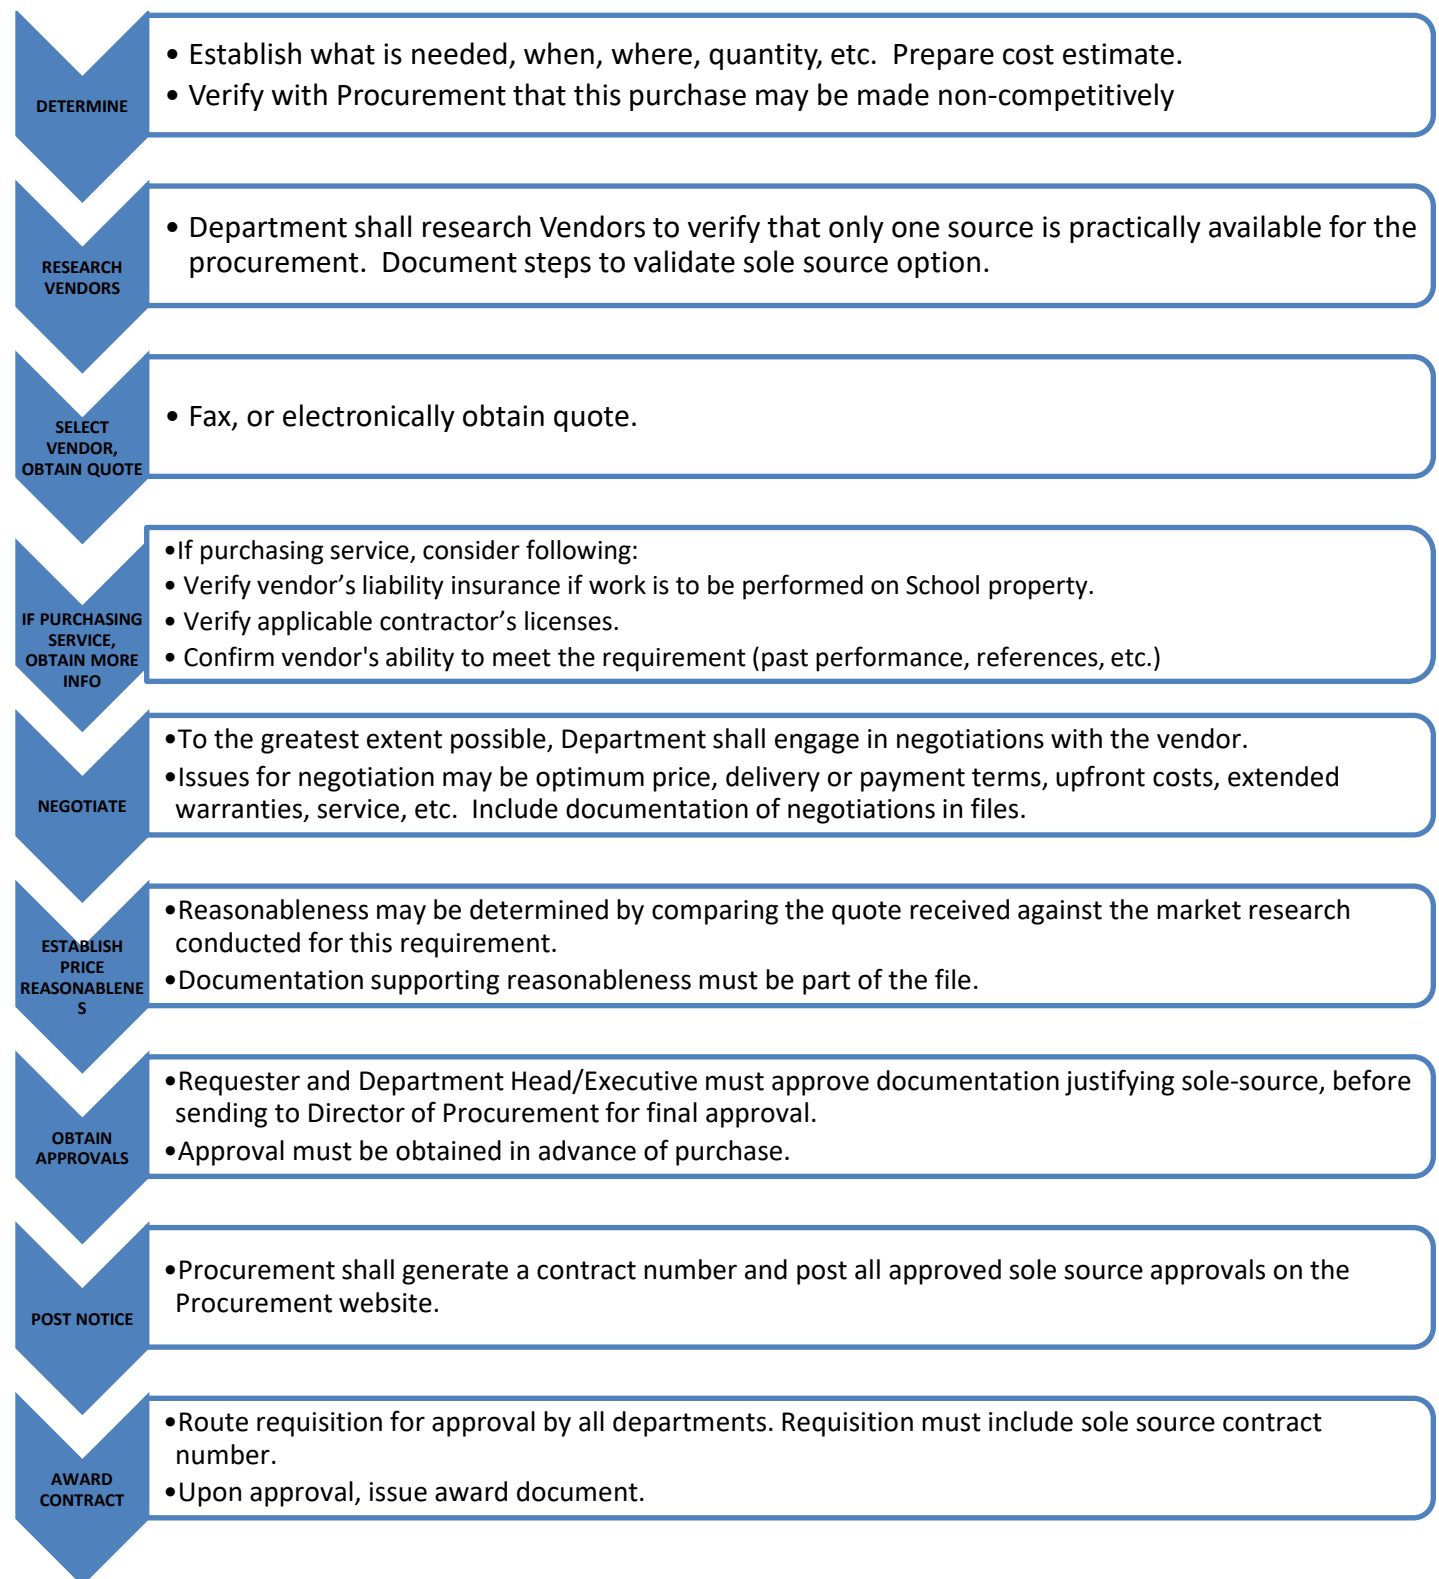 DETERMINE
• Establish what is needed, when, where, quantity, etc.  Prepare cost estimate.
• Verify with Procurement that this purchase may be made non-competitively
RESEARCH
VENDORS
• Department shall research Vendors to verify that only one source is practically available for the
procurement.  Document steps to validate sole source option.
SELECT
VENDOR,
OBTAIN QUOTE
• Fax, or electronically obtain quote.
IF PURCHASING
SERVICE,
OBTAIN MORE
INFO
•If purchasing service, consider following:
• Verify vendor’s liability insurance if work is to be performed on School property.
• Verify applicable contractor’s licenses.
• Confirm vendor's ability to meet the requirement (past performance, references, etc.)
NEGOTIATE
•To the greatest extent possible, Department shall engage in negotiations with the vendor.
•Issues for negotiation may be optimum price, delivery or payment terms, upfront costs, extended
warranties, service, etc.  Include documentation of negotiations in files.
ESTABLISH
PRICE
REASONABLENE
S
•Reasonableness may be determined by comparing the quote received against the market research
conducted for this requirement.
•Documentation supporting reasonableness must be part of the file.
OBTAIN
APPROVALS
•Requester and Department Head/Executive must approve documentation justifying sole-source, before
sending to Director of Procurement for final approval.
•Approval must be obtained in advance of purchase.
POST NOTICE
•Procurement shall generate a contract number and post all approved sole source approvals on the
Procurement website.
AWARD
CONTRACT
•Route requisition for approval by all departments. Requisition must include sole source contract
number.
•Upon approval, issue award document.